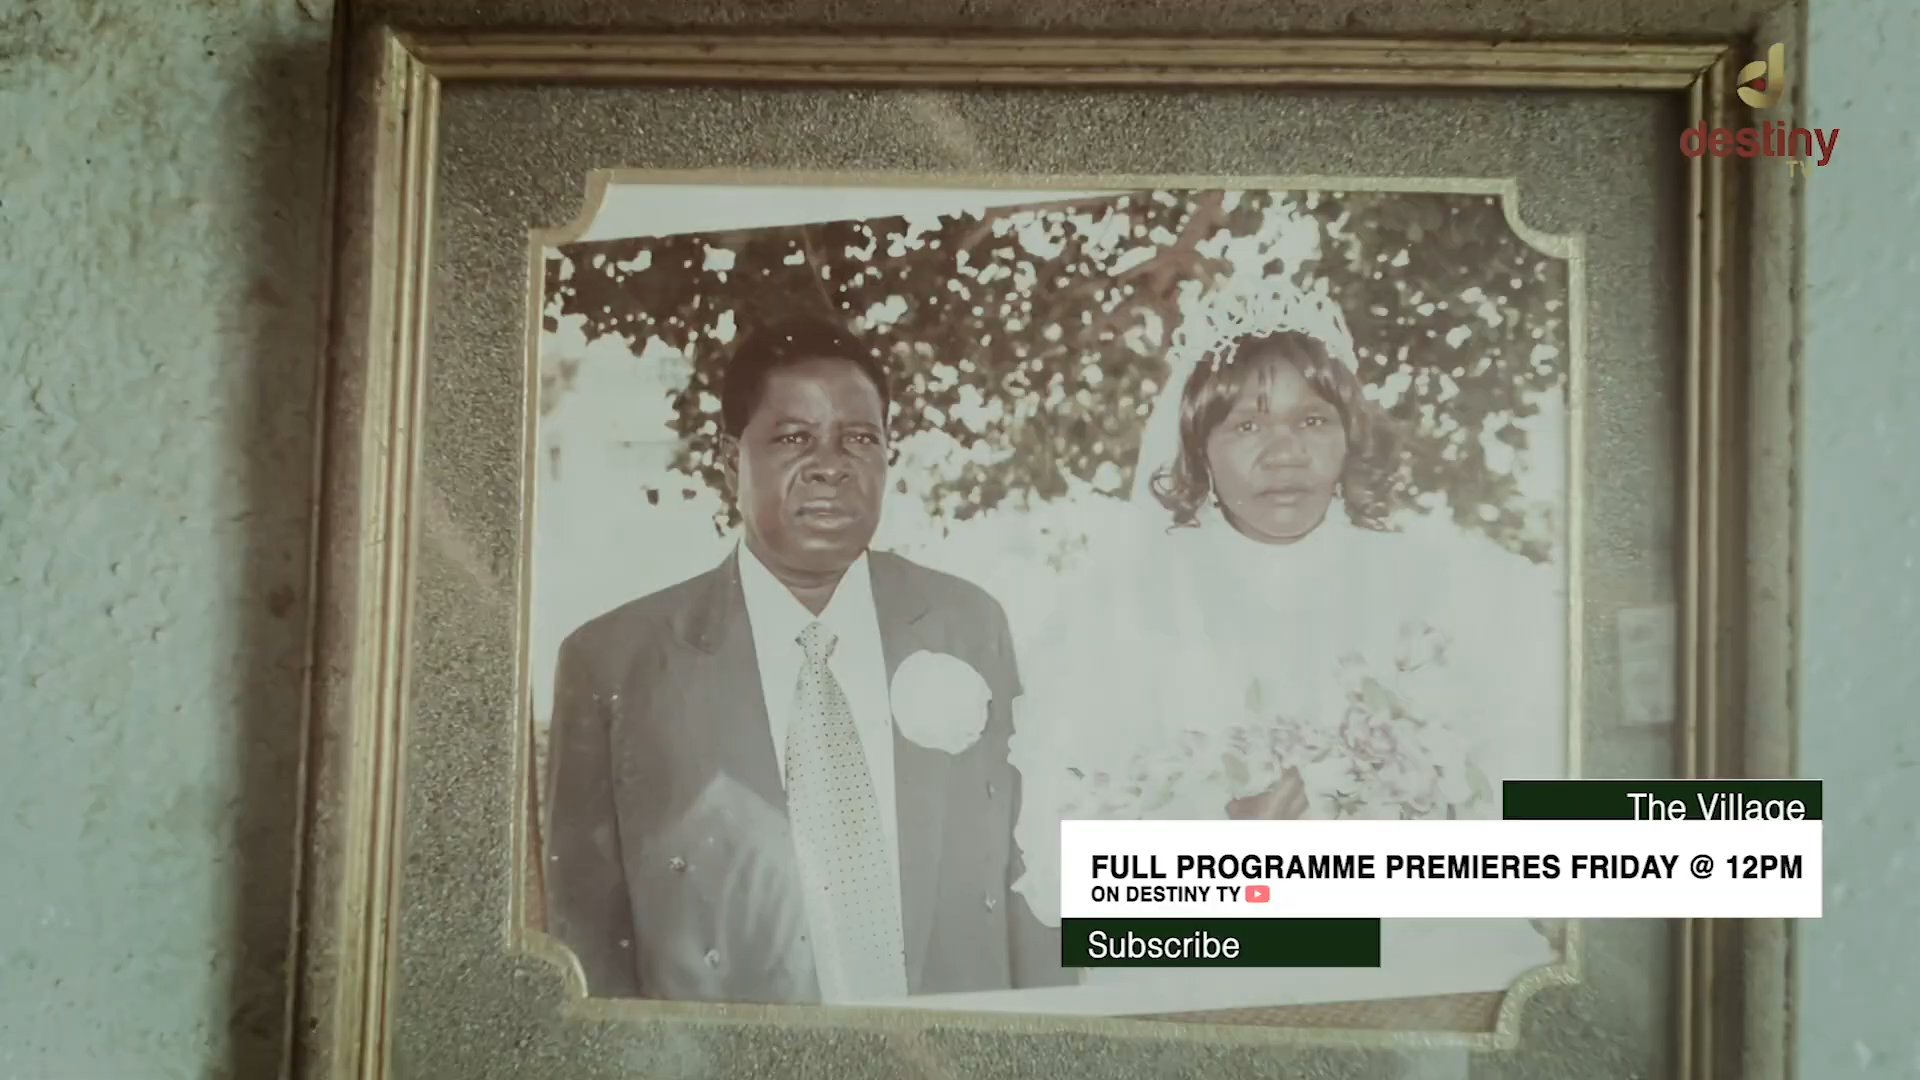 destiny
TV
The Village
FULL PROGRAMME PREMIERES FRIDAY @ 12PM
ON DESTINY TY
Subscribe